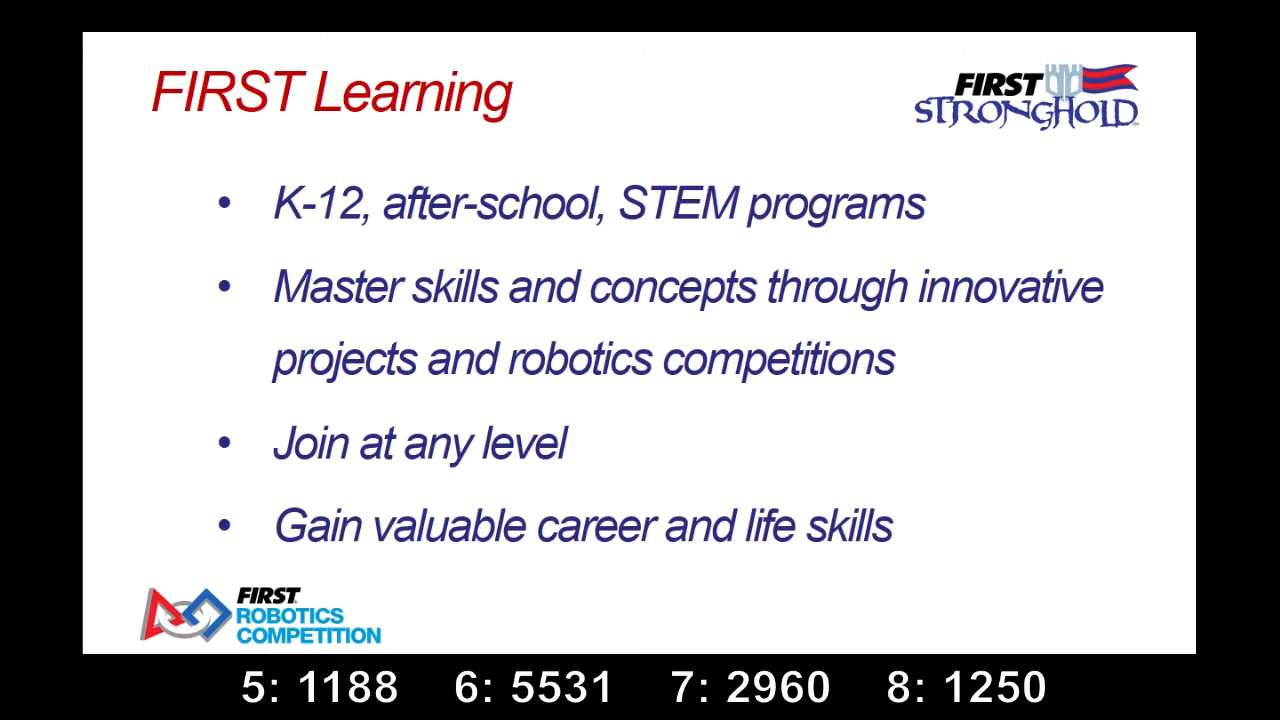 FIRST Learning
FIRST
STRONGHOLD
• K-12, after-school, STEM programs
• Master skills and concepts through innovative
projects and robotics competitions
• Join at any level
• Gain valuable career and life skills
FIRST
ROBOTICS
COMPETITION
5: 1188 6: 5531 7: 2960 8: 1250